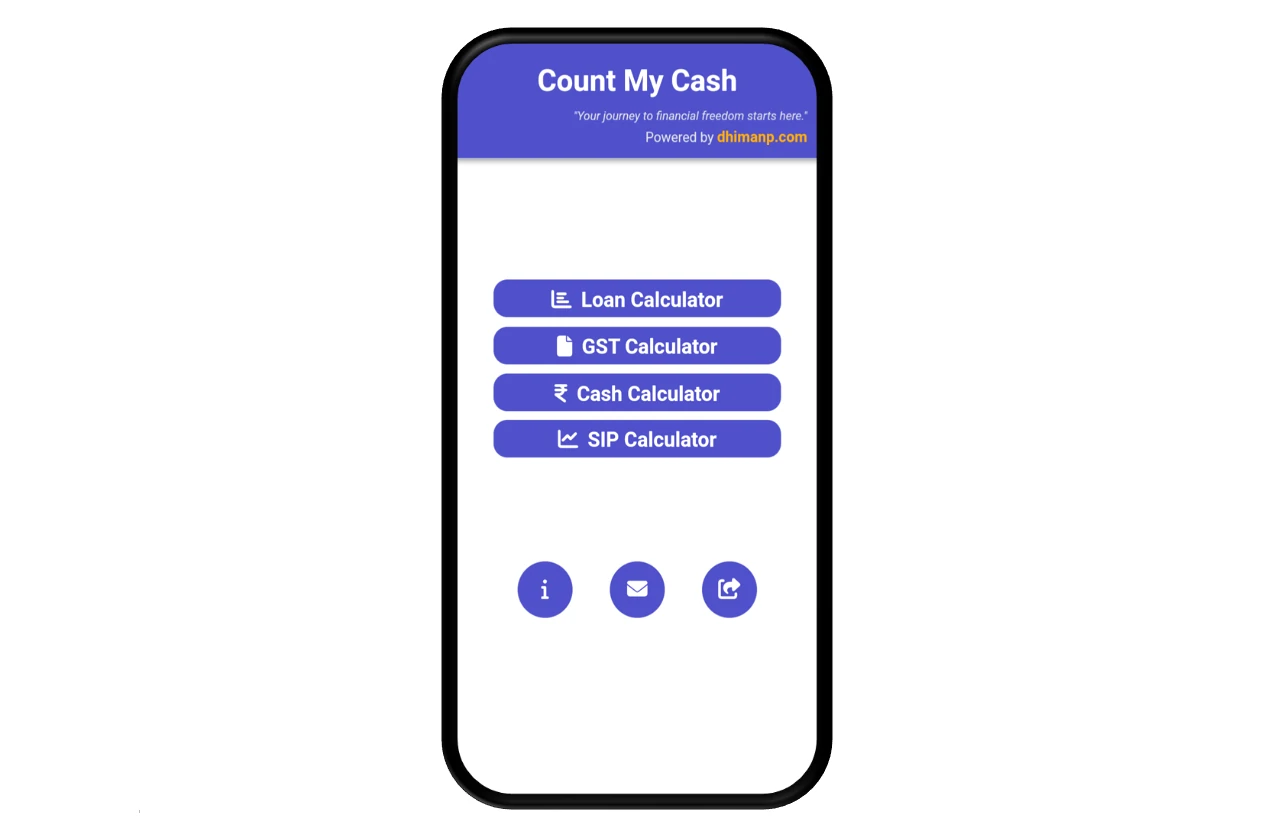 Count My Cash
"Your journey to financial freedom starts here."
Powered by dhimanp.com
Loan Calculator
GST Calculator
₹ Cash Calculator
SIP Calculator
i